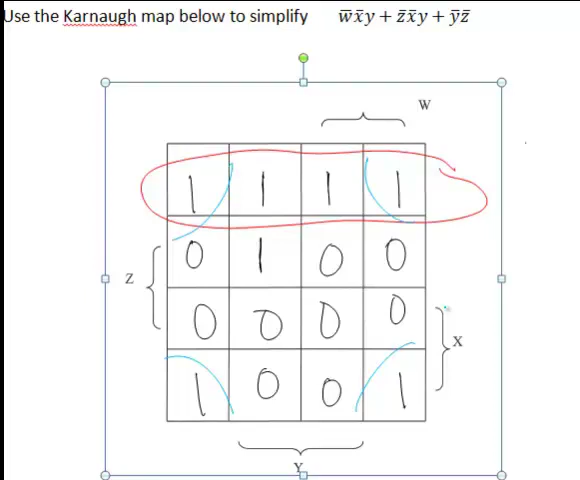 Use the Karnaugh map below to simplify w̅x̅y + z̅x̅y + y̅z̅
W
1 1 1 1
0 1 0 0
Z
0 0 0 0
X
1 0 0 1
Y